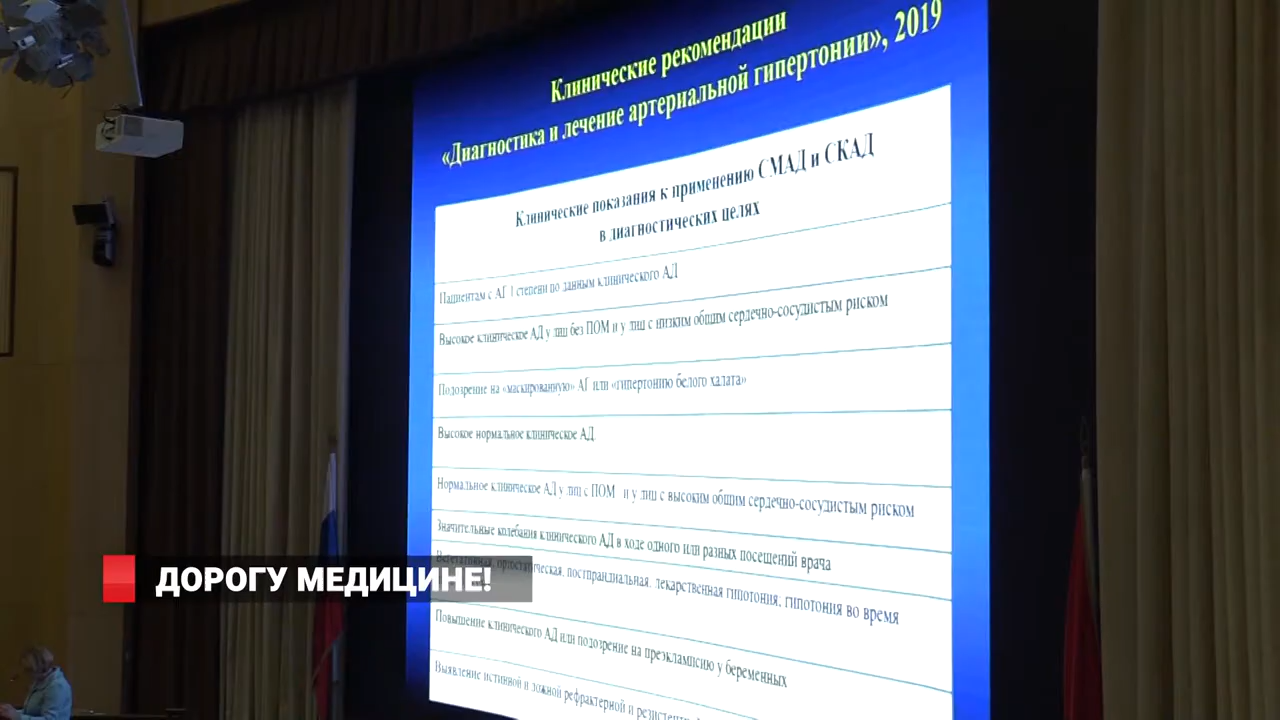 Клинические рекомендации
«Диагностика и лечение артериальной гипертонии», 2019
Клинические показания к применению СМАД и СКАД
в диагностических целях
Пациентам с АГ 1 степени по данным клинического АД
Высокое клиническое АД у лиц без ПОМ и у лиц с низким общим сердечно-сосудистым риском
Подозрение на «маскированную» АГ или «гипертонию белого халата»
Высокое нормальное клиническое АД
Нормальное клиническое АД у лиц с ПОМ и у лиц с высоким общим сердечно-сосудистым риском
Значительные колебания клинического АД в ходе одного или разных посещений врача
постпрандиальная, лекарственная гипотония, гипотония во время
Повышение клинического АД или подозрение на преэклампсию у беременных
Выявление истинной и ложной рефрактерной и
ДОРОГУ МЕДИЦИНЕ!